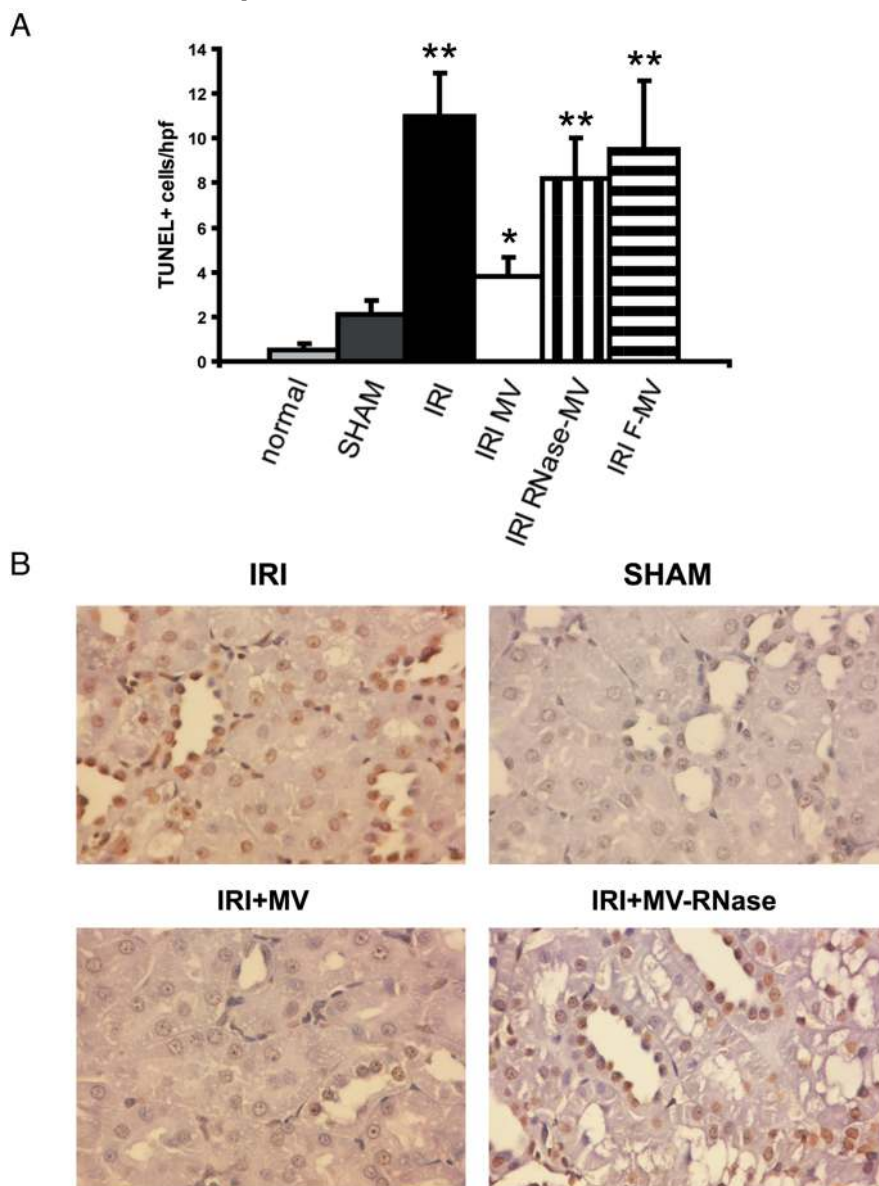 A
14
12
10
8
6
4
2
0
TUNEL+ cells/hpf
**
*
**
**
normal
SHAM
IRI
IRI MV
IRI RNase-MV
IRI F-MV
B
IRI
SHAM
IRI+MV
IRI+MV-RNase